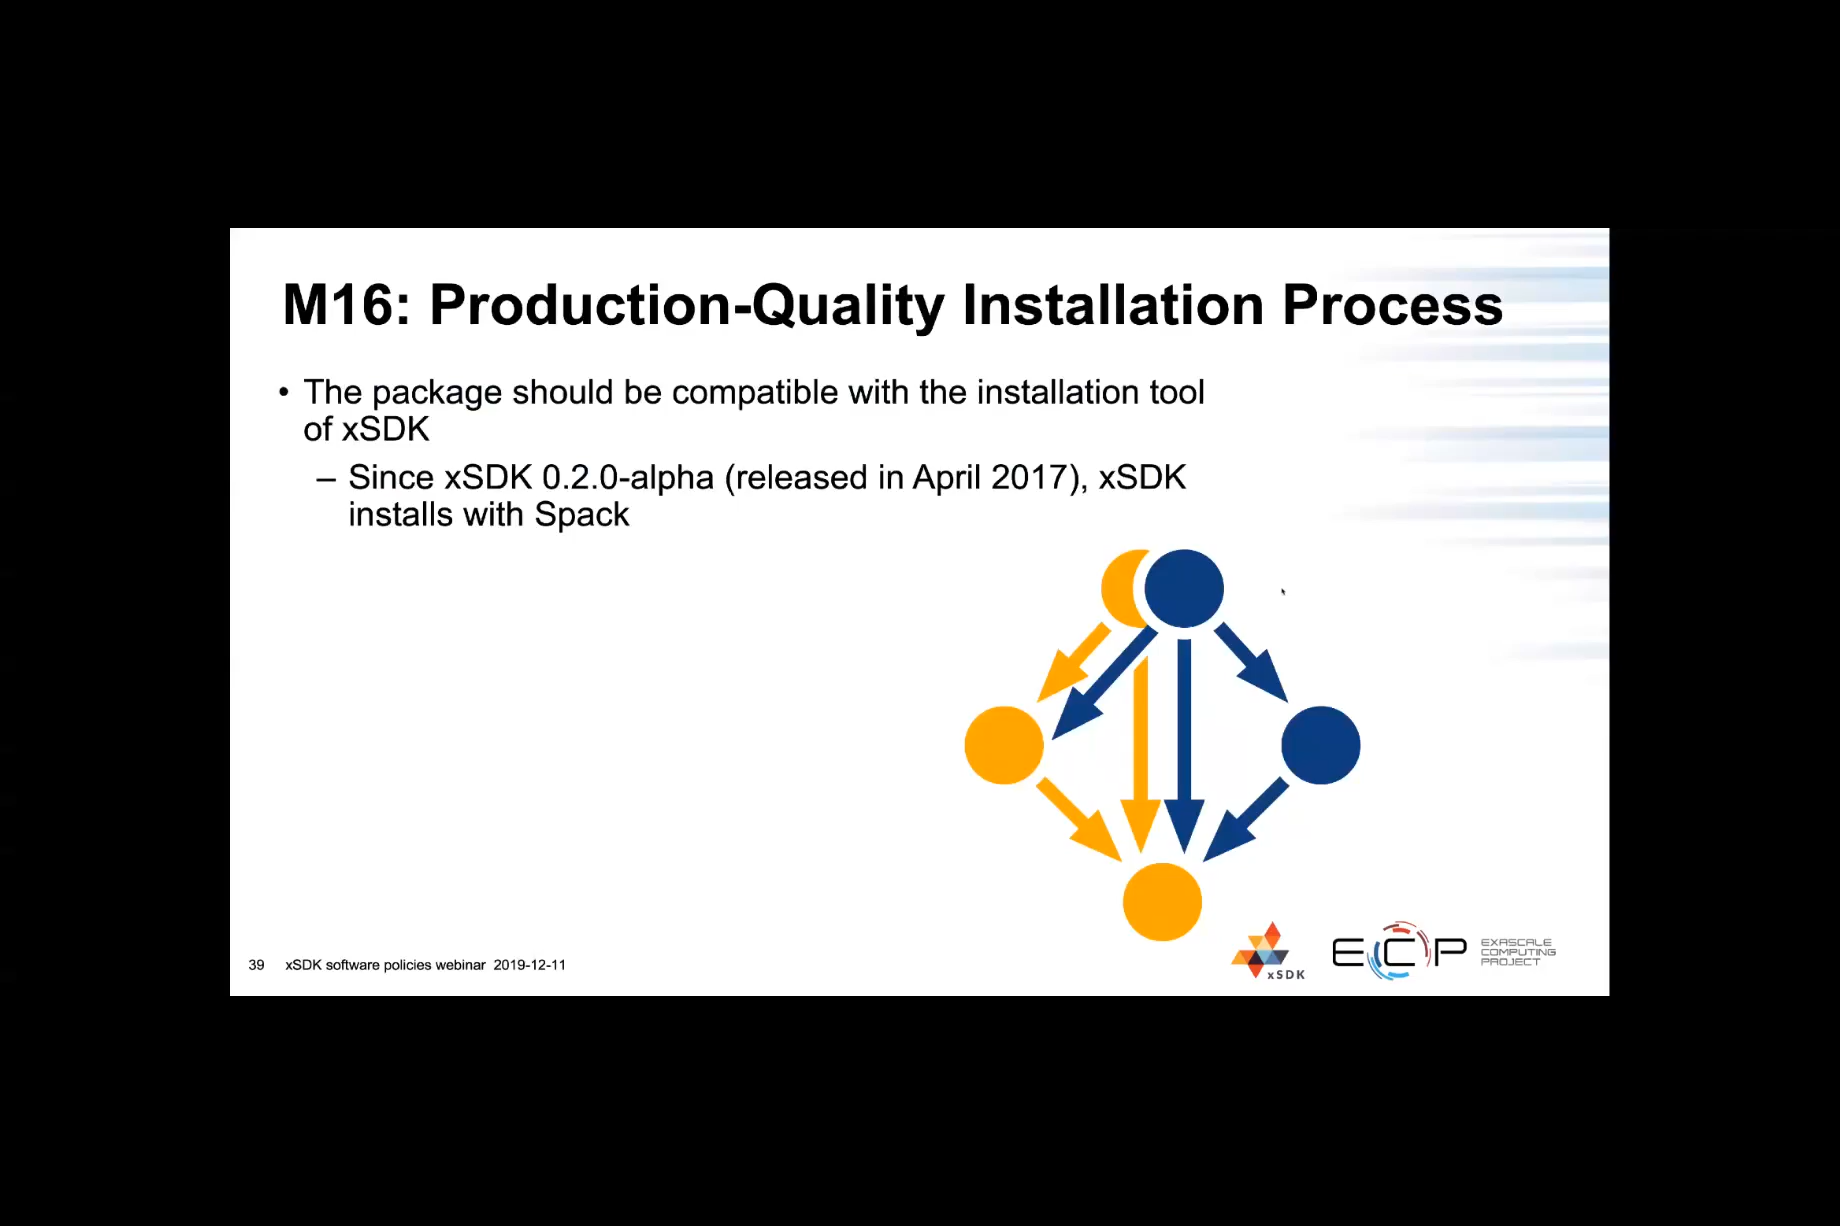 M16: Production-Quality Installation Process
• The package should be compatible with the installation tool
of xSDK
– Since xSDK 0.2.0-alpha (released in April 2017), xSDK
installs with Spack
39 xSDK software policies webinar 2019-12-11
xSDK
ECP
EXASCALE
COMPUTING
PROJECT